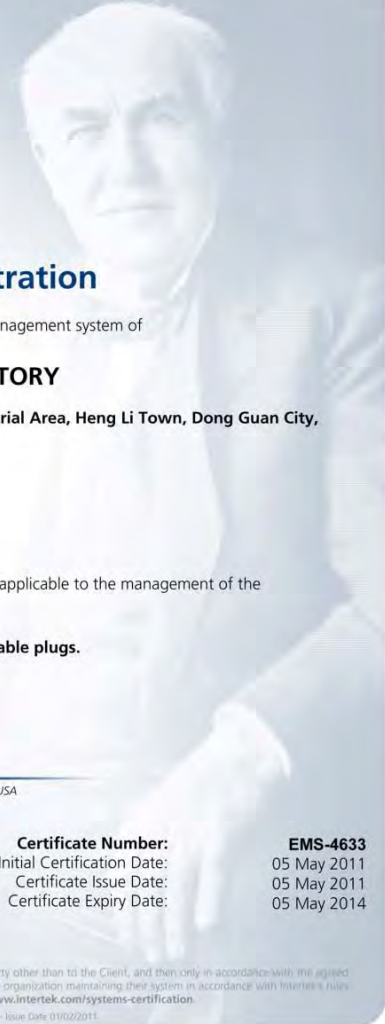 tration
nagement system of
TORY
rial Area, Heng Li Town, Dong Guan City,
applicable to the management of the
able plugs.
USA
Certificate Number: EMS-4633
Initial Certification Date: 05 May 2011
Certificate Issue Date: 05 May 2011
Certificate Expiry Date: 05 May 2014
ty other than to the Client, and then only in accordance with the agreed
organization maintaining their system in accordance with Intertek's rules
ww.intertek.com/systems-certification.
- Issue Date 01/02/2011